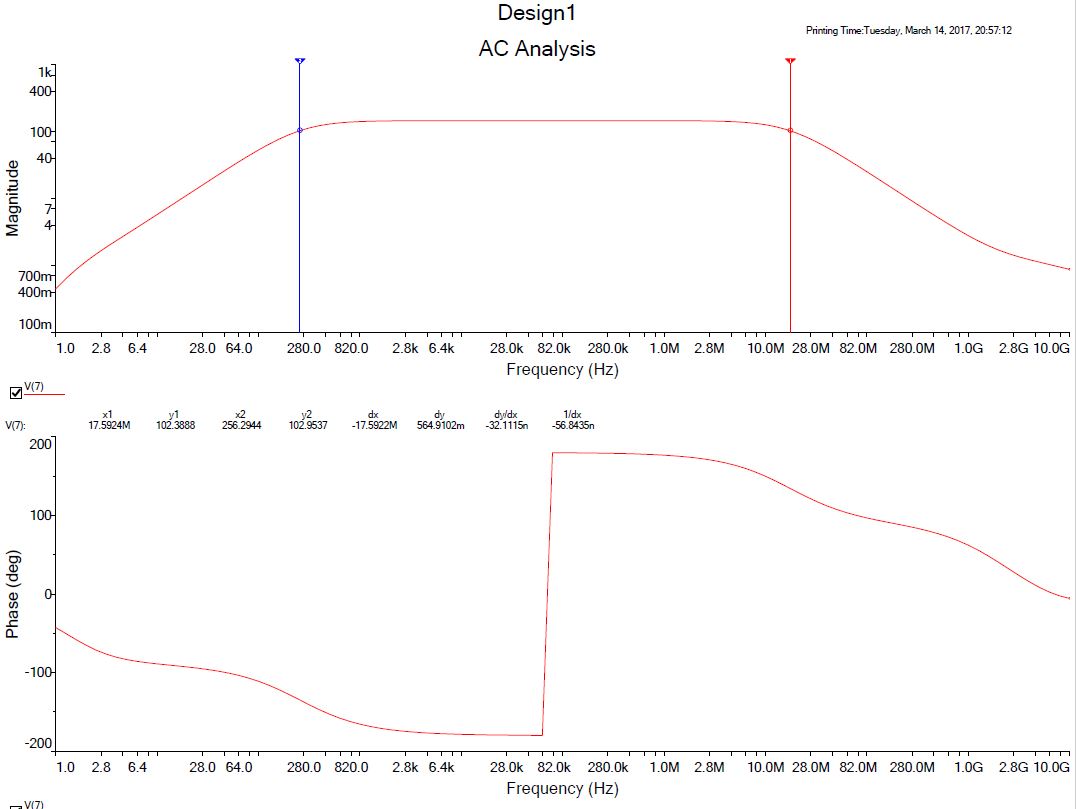 Design1
Printing Time:Tuesday, March 14, 2017, 20:57:12
AC Analysis
1k
400
100
40
7
4
700m
400m
100m
Magnitude
1.0 2.8 6.4 28.0 64.0 280.0 820.0 2.8k 6.4k 28.0k 82.0k 280.0k 1.0M 2.8M 10.0M 28.0M 82.0M 280.0M 1.0G 2.8G 10.0G
Frequency (Hz)
V(7)
x1 y1 x2 y2 dx dy dy/dx 1/dx
V(7): 17.5924M 102.3888 256.2944 102.9537 -17.5922M 564.9102m -32.1115n -56.8435n
200
100
0
-100
-200
Phase (deg)
1.0 2.8 6.4 28.0 64.0 280.0 820.0 2.8k 6.4k 28.0k 82.0k 280.0k 1.0M 2.8M 10.0M 28.0M 82.0M 280.0M 1.0G 2.8G 10.0G
Frequency (Hz)
V(7)